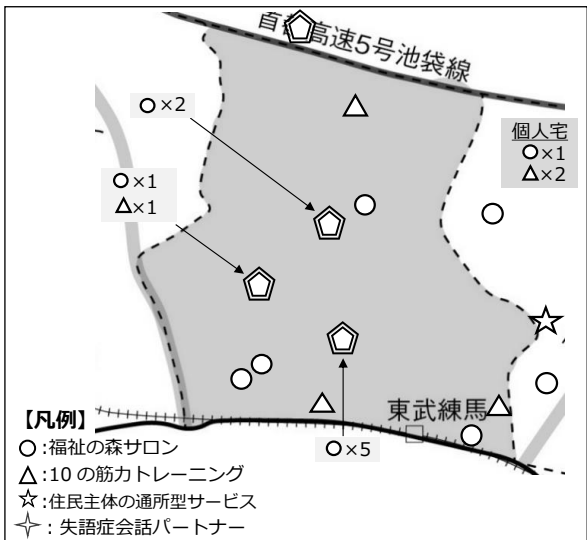 首都高速5号池袋線
○×2
個人宅
○×1
△×2
○×1
△×1
東武練馬
○×5
【凡例】
○:福祉の森サロン
△:10の筋力トレーニング
☆:住民主体の通所型サービス
✧:失語症会話パートナー